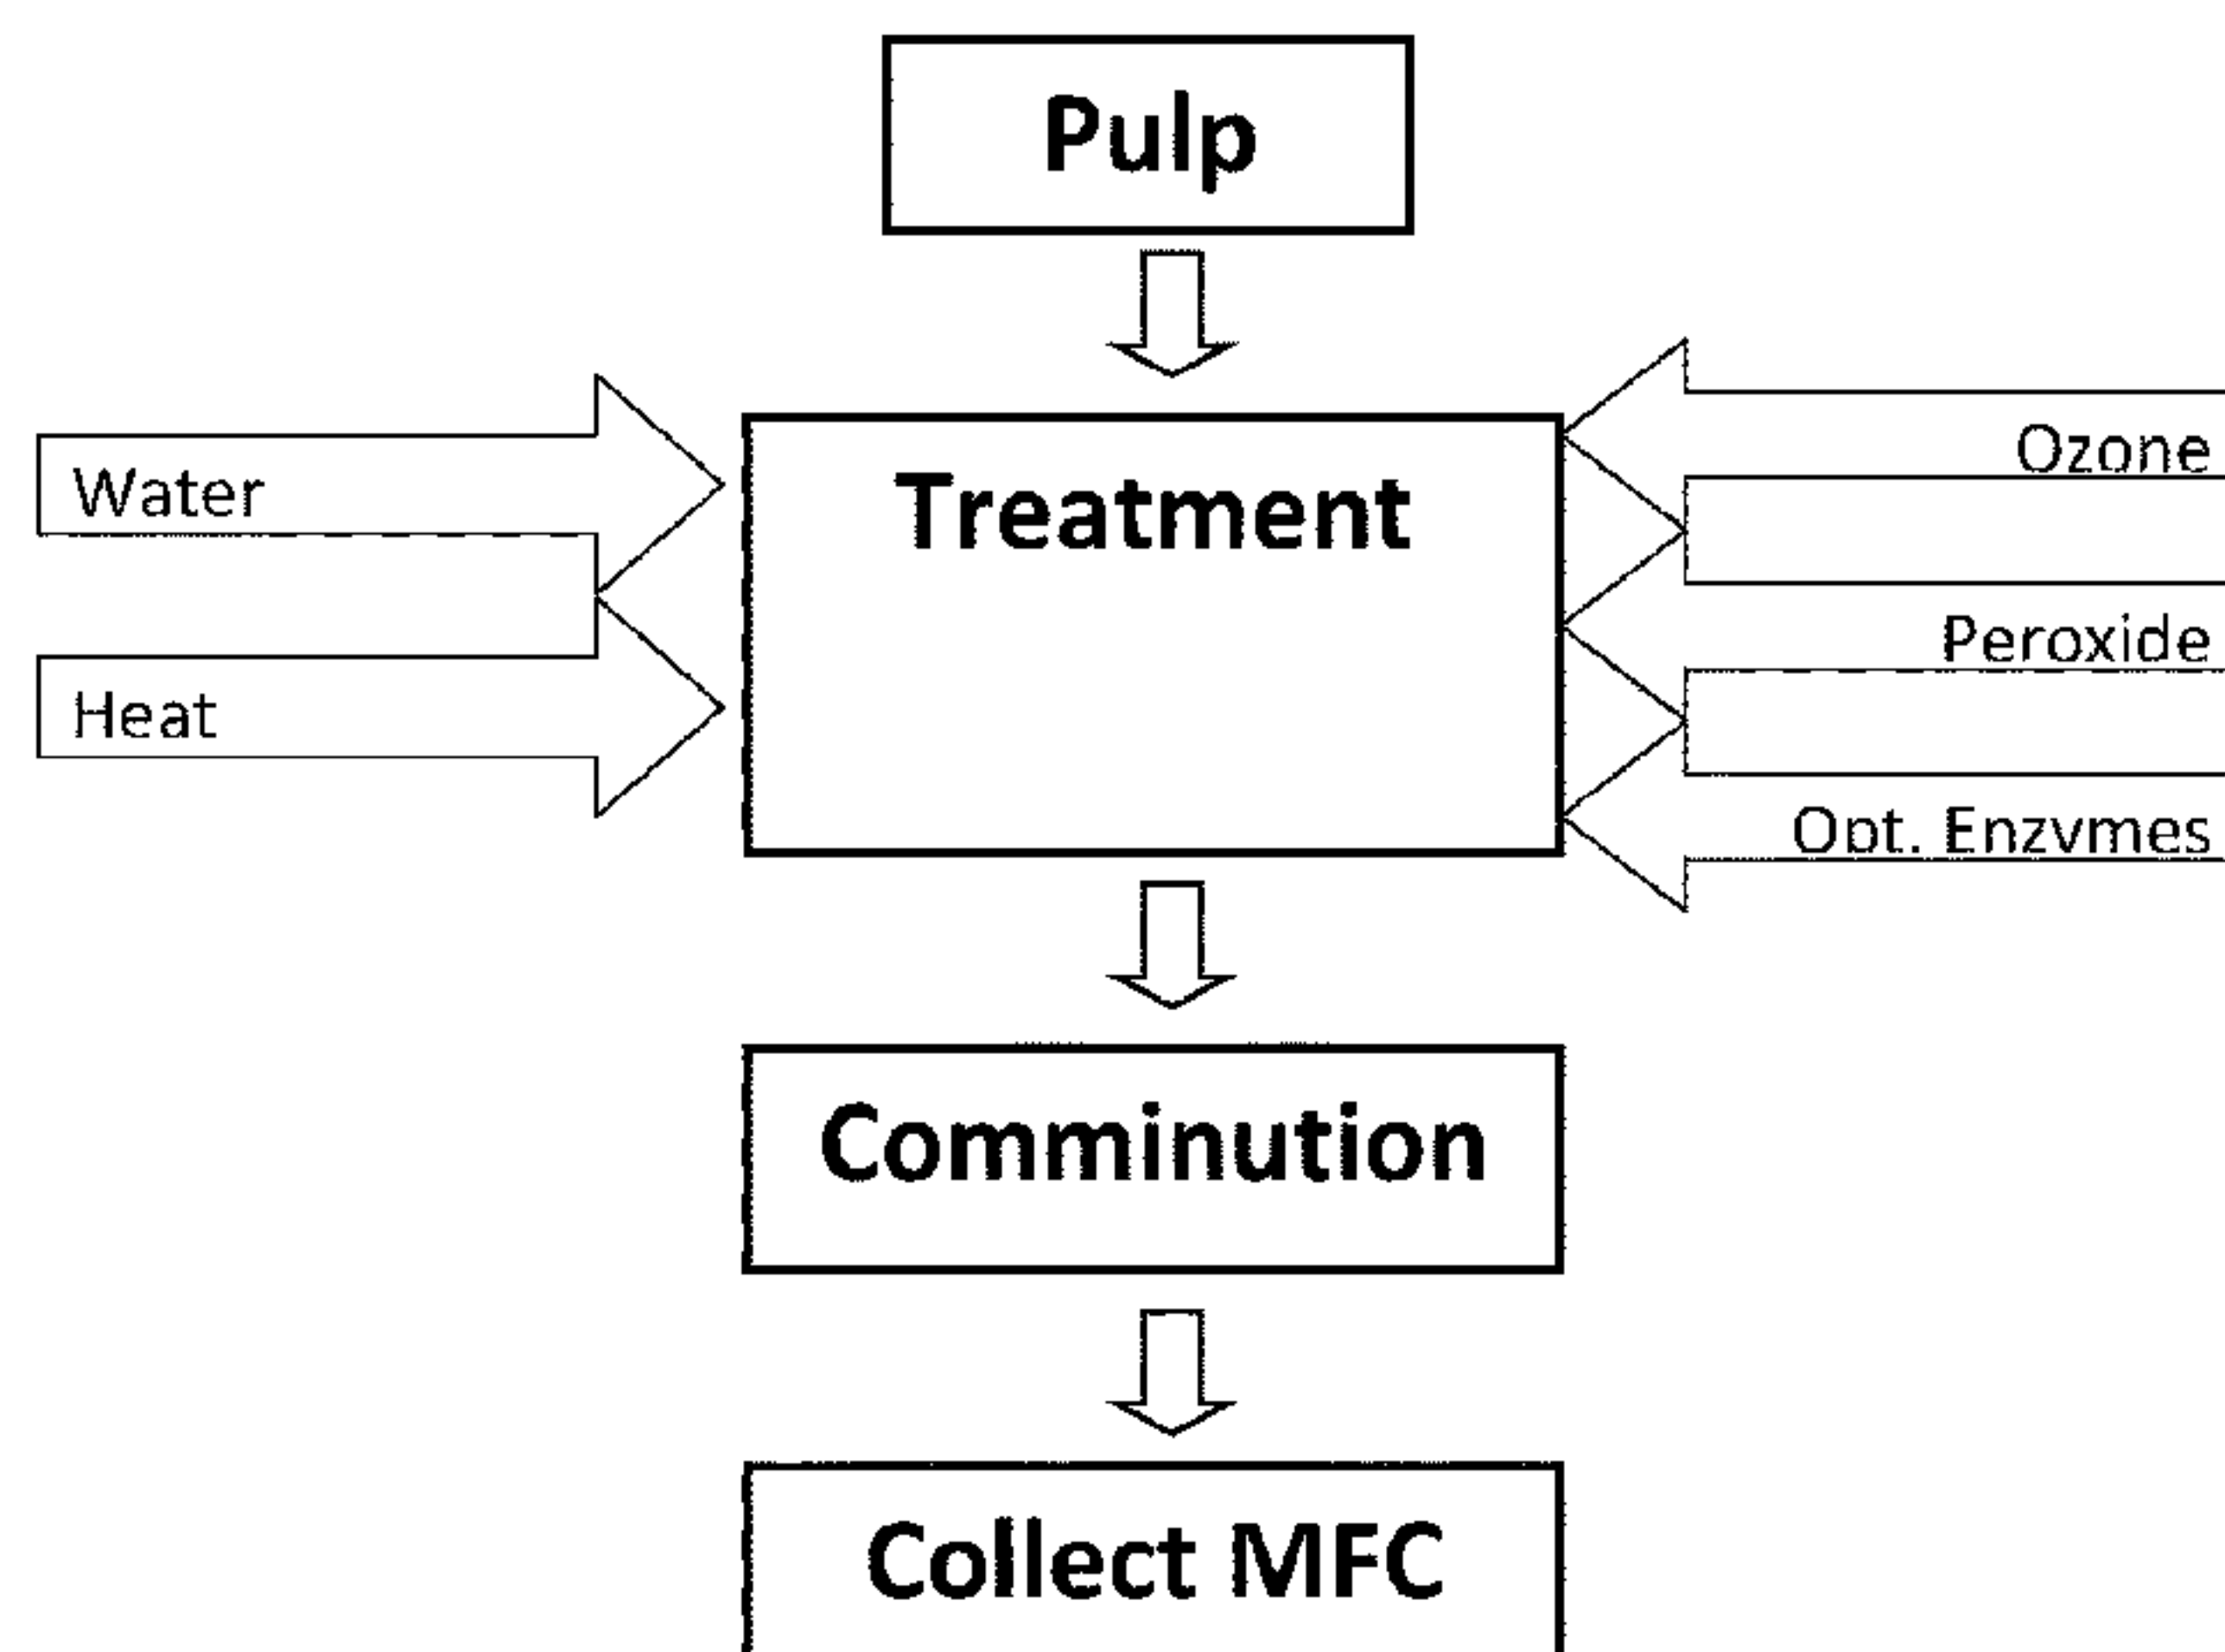 Pulp
Water
Heat
Treatment
Ozone
Peroxide
Opt. Enzymes
Comminution
Collect MFC